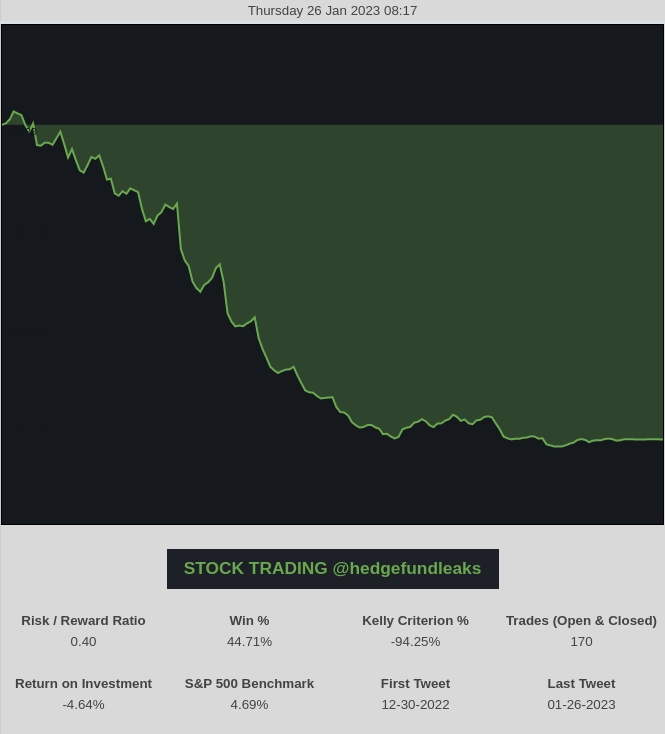 Thursday 26 Jan 2023 08:17
STOCK TRADING @hedgefundleaks
Risk / Reward Ratio Win % Kelly Criterion % Trades (Open & Closed)
0.40 44.71% -94.25% 170
Return on Investment S&P 500 Benchmark First Tweet Last Tweet
-4.64% 4.69% 12-30-2022 01-26-2023